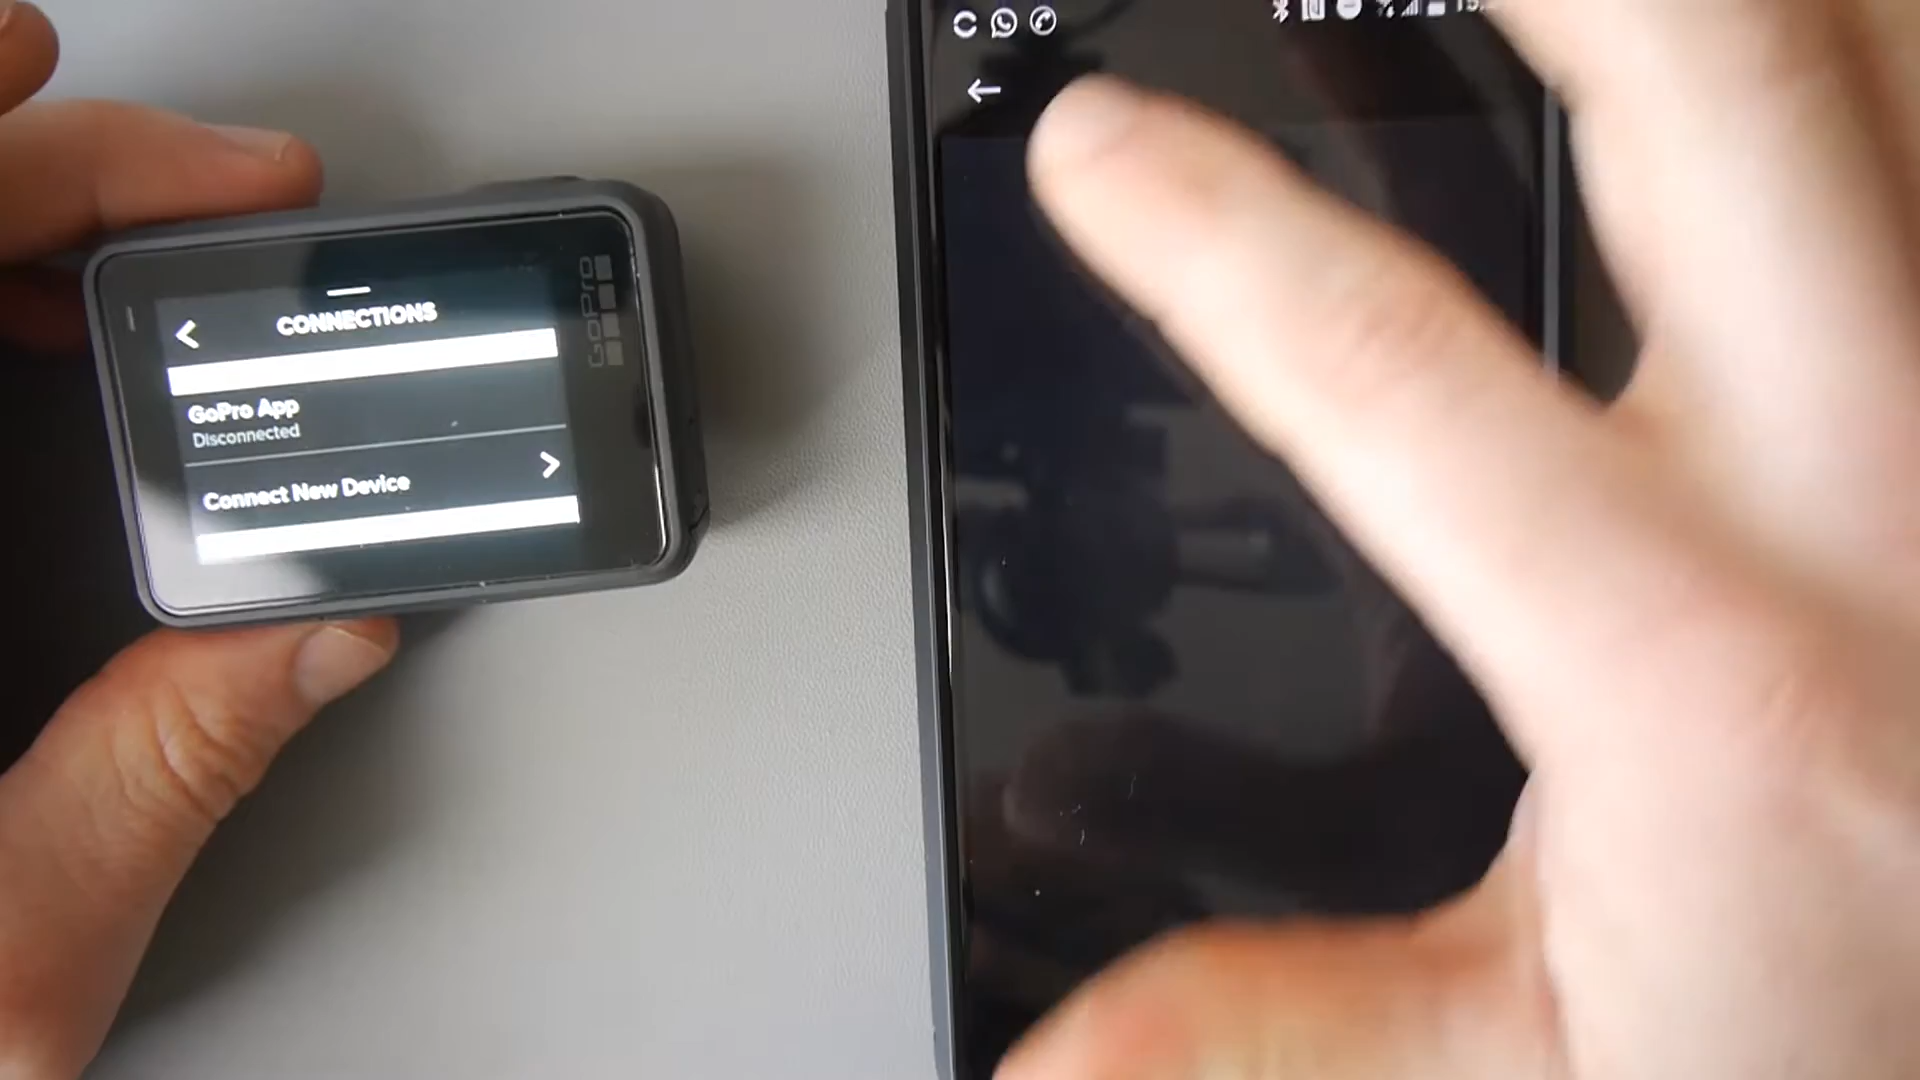 CONNECTIONS
GoPro App
Disconnected
Connect New Device
GoPro